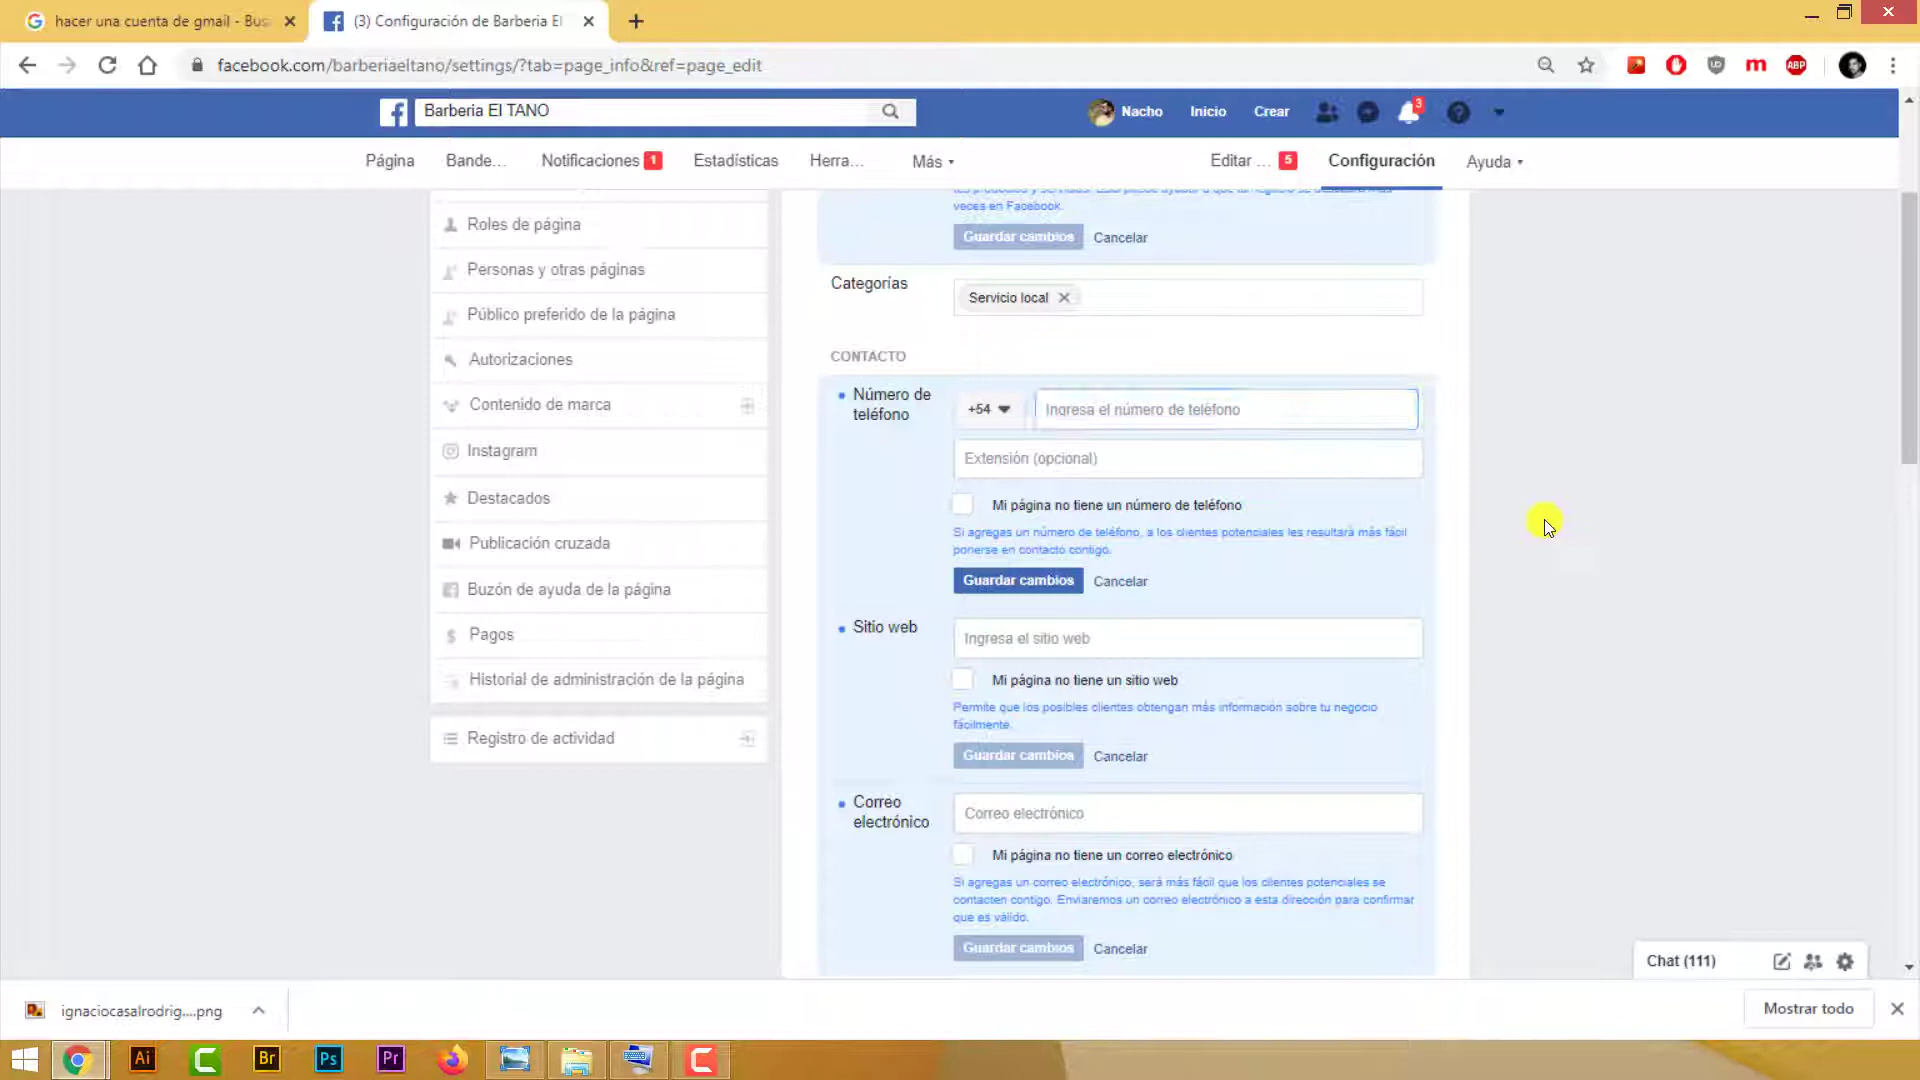 hacer una cuenta de gmail - Bus
(3) Configuración de Barberia El
facebook.com/barberiaeltano/settings/?tab=page_info&ref=page_edit
Barberia El TANO
Nacho
Inicio
Crear
3
Página
Bande...
Notificaciones 1
Estadísticas
Herra...
Más
Editar ... 5
Configuración
Ayuda
Roles de página
Personas y otras páginas
Público preferido de la página
Autorizaciones
Contenido de marca
Instagram
Destacados
Publicación cruzada
Buzón de ayuda de la página
Pagos
Historial de administración de la página
Registro de actividad
veces en Facebook.
Guardar cambios Cancelar
Categorías
Servicio local
CONTACTO
Número de
teléfono
+54
Ingresa el número de teléfono
Extensión (opcional)
Mi página no tiene un número de teléfono
Si agregas un número de teléfono, a los clientes potenciales les resultará más fácil
ponerse en contacto contigo.
Guardar cambios Cancelar
Sitio web
Ingresa el sitio web
Mi página no tiene un sitio web
Permite que los posibles clientes obtengan más información sobre tu negocio
fácilmente.
Guardar cambios Cancelar
Correo
electrónico
Correo electrónico
Mi página no tiene un correo electrónico
Si agregas un correo electrónico, será más fácil que los clientes potenciales se
contacten contigo. Enviaremos un correo electrónico a esta dirección para confirmar
que es válido.
Guardar cambios Cancelar
Chat (111)
ignaciocasalrodrig....png
Mostrar todo
Ai
Br
Ps
Pr